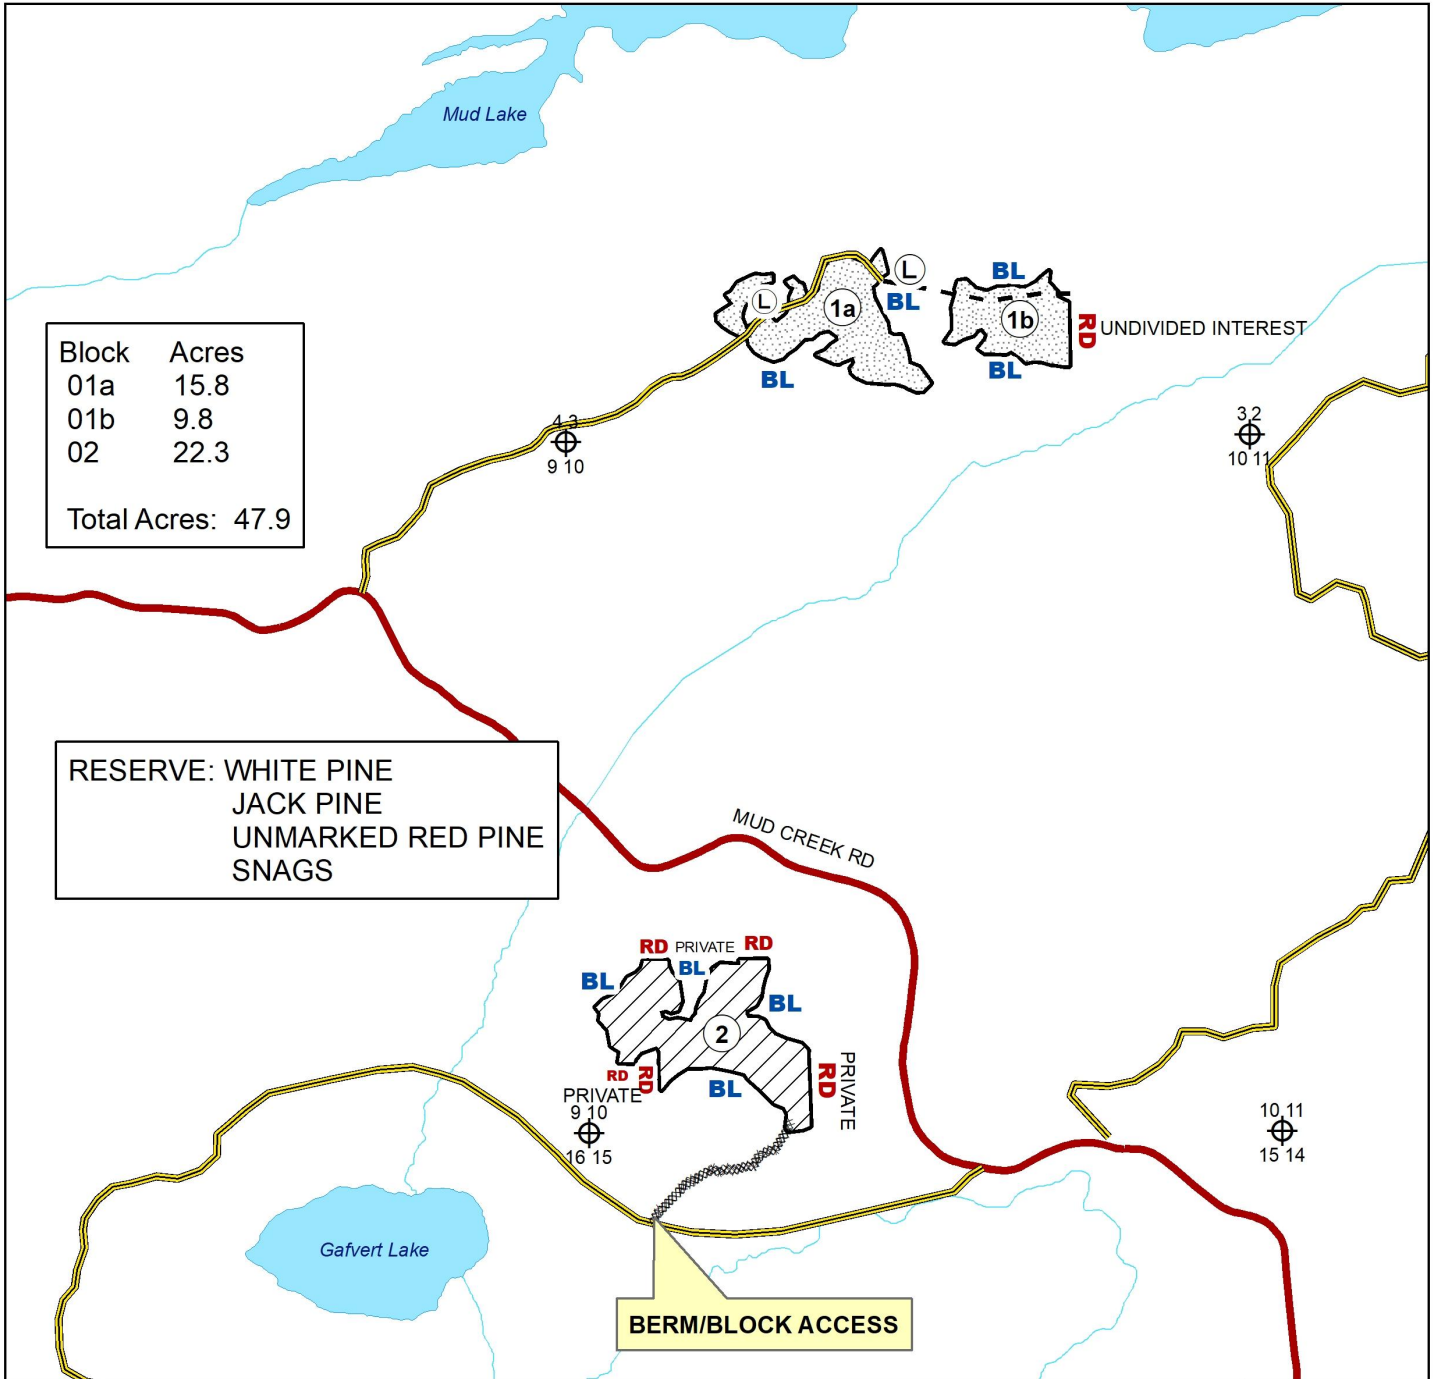 Mud Lake
L
BL
L
BL
1a
1b
RD
UNDIVIDED INTEREST
BL
BL
Block Acres
01a 15.8
01b 9.8
02 22.3
Total Acres: 47.9
4 3
9 10
3 2
10 11
RESERVE: WHITE PINE
JACK PINE
UNMARKED RED PINE
SNAGS
MUD CREEK RD
RD PRIVATE RD
BL
BL
BL
2
RD
RD
BL
RD
PRIVATE
PRIVATE
9 10
16 15
10 11
15 14
Gafvert Lake
BERM/BLOCK ACCESS